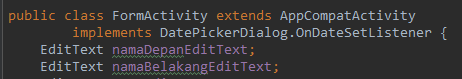 public class FormActivity extends AppCompatActivity
implements DatePickerDialog.OnDateSetListener {
EditText namaDepanEditText;
EditText namaBelakangEditText;